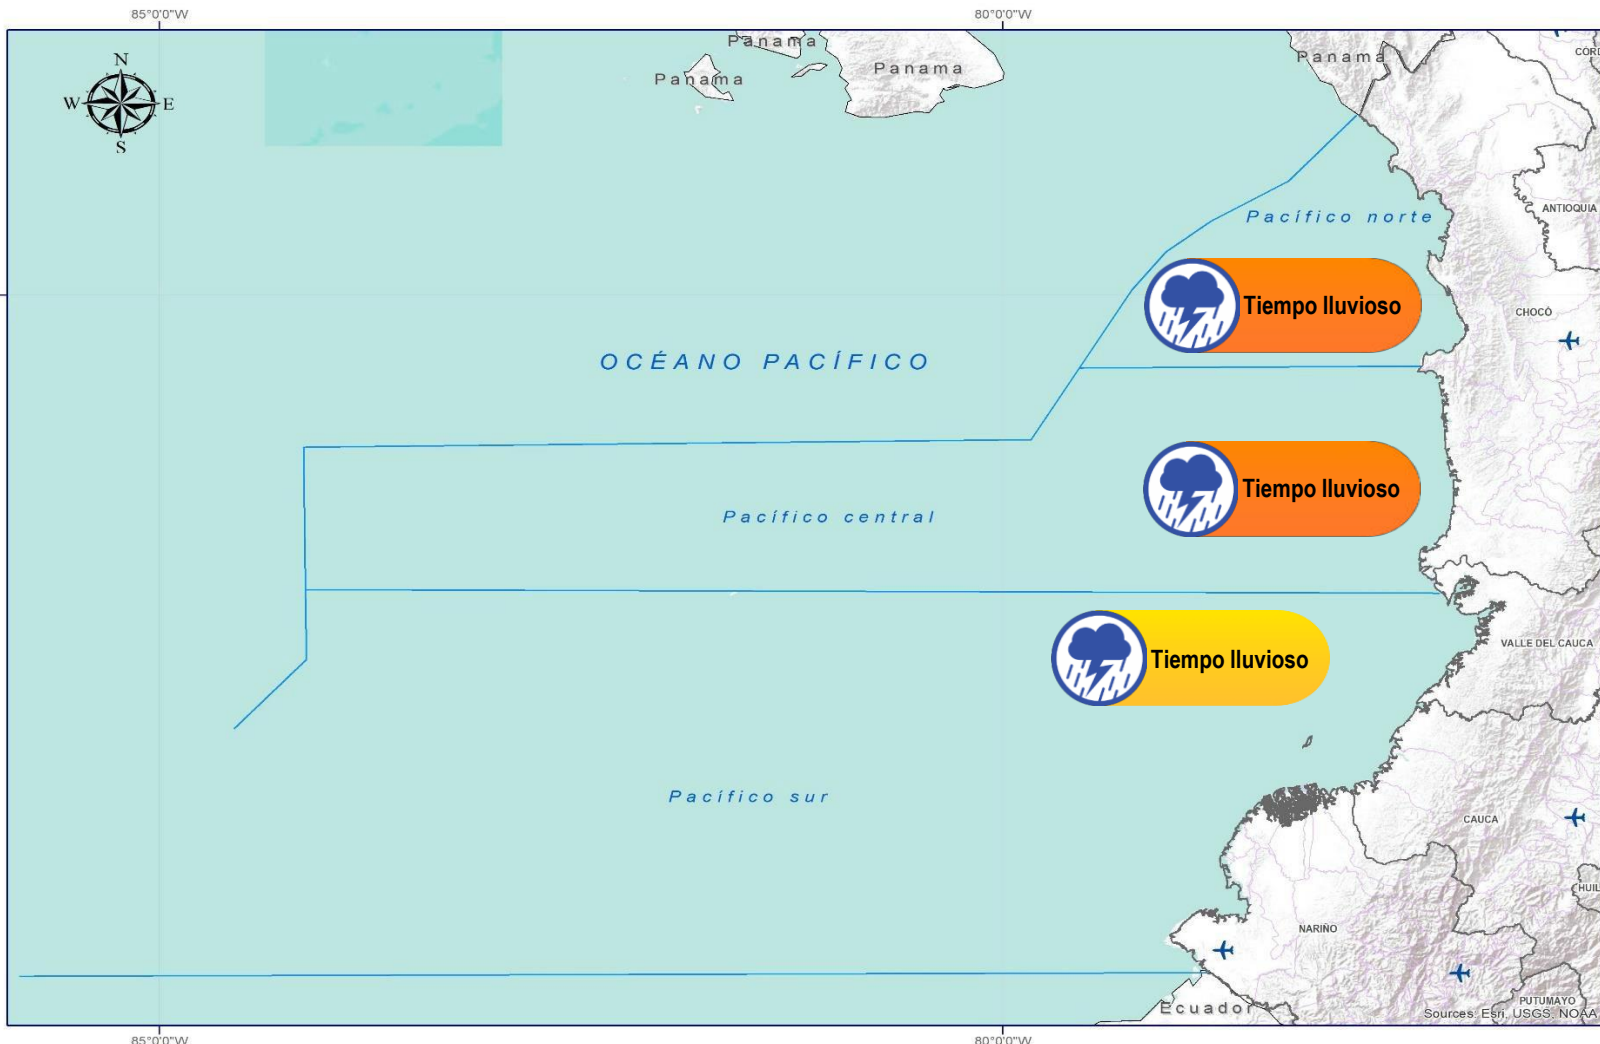 85°0'0"W
80°0'0"W
Panama
Panama
Panama
Panama
N
W
E
S
ANTIOQUIA
Pacífico norte
Tiempo lluvioso
CHOCÓ
OCÉANO PACÍFICO
Tiempo lluvioso
Pacífico central
VALLE DEL CAUCA
Tiempo lluvioso
Pacífico sur
CAUCA
NARIÑO
PUTUMAYO
Ecuador
Sources: Esri, USGS, NOAA
85°0'0"W
80°0'0"W